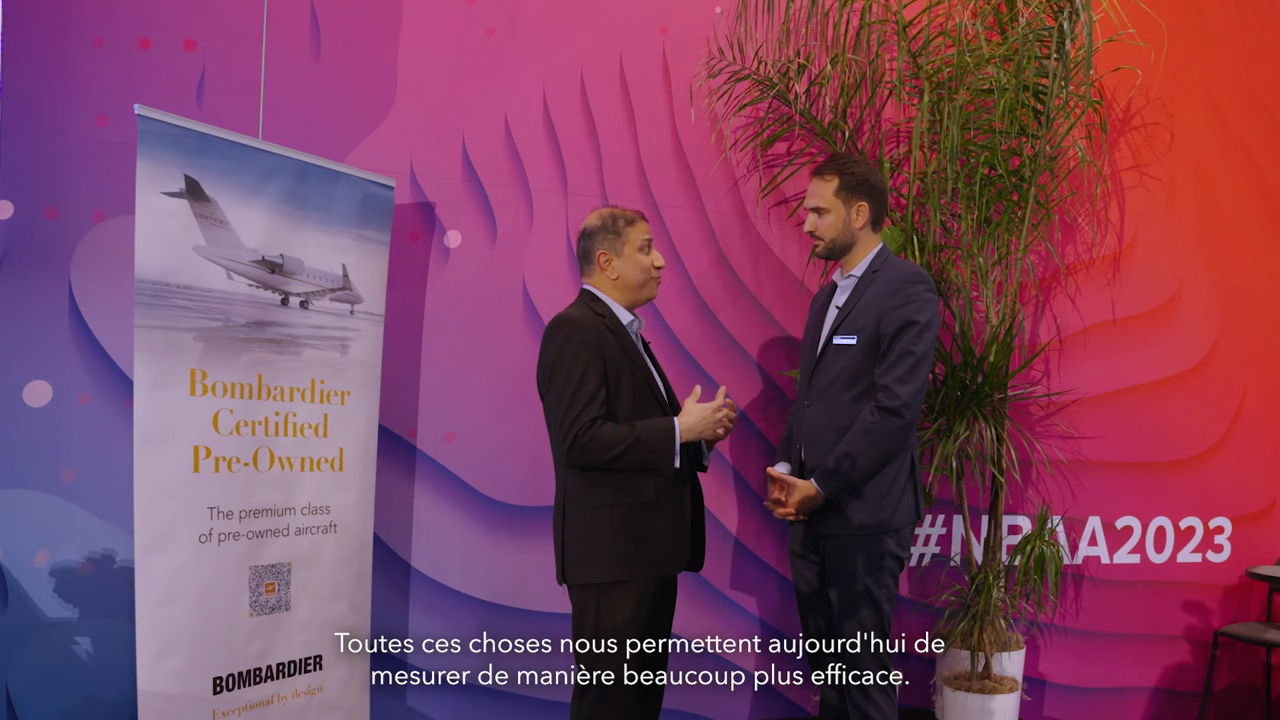 Bombardier
Certified
Pre-Owned
The premium class
of pre-owned aircraft
BOMBARDIER
Exceptional by design
#NBAA2023
Toutes ces choses nous permettent aujourd'hui de
mesurer de manière beaucoup plus efficace.